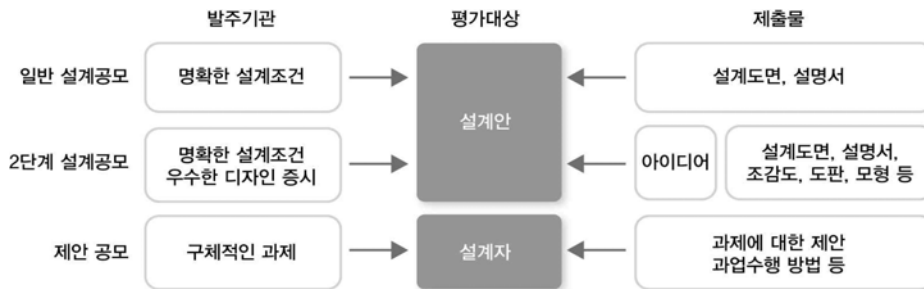 발주기관 평가대상 제출물
일반 설계공모 명확한 설계조건 설계도면, 설명서
설계안
2단계 설계공모 명확한 설계조건 아이디어 설계도면, 설명서,
우수한 디자인 증시 조감도, 도판, 모형 등
제안 공모 구체적인 과제 설계자 과제에 대한 제안
과업수행 방법 등